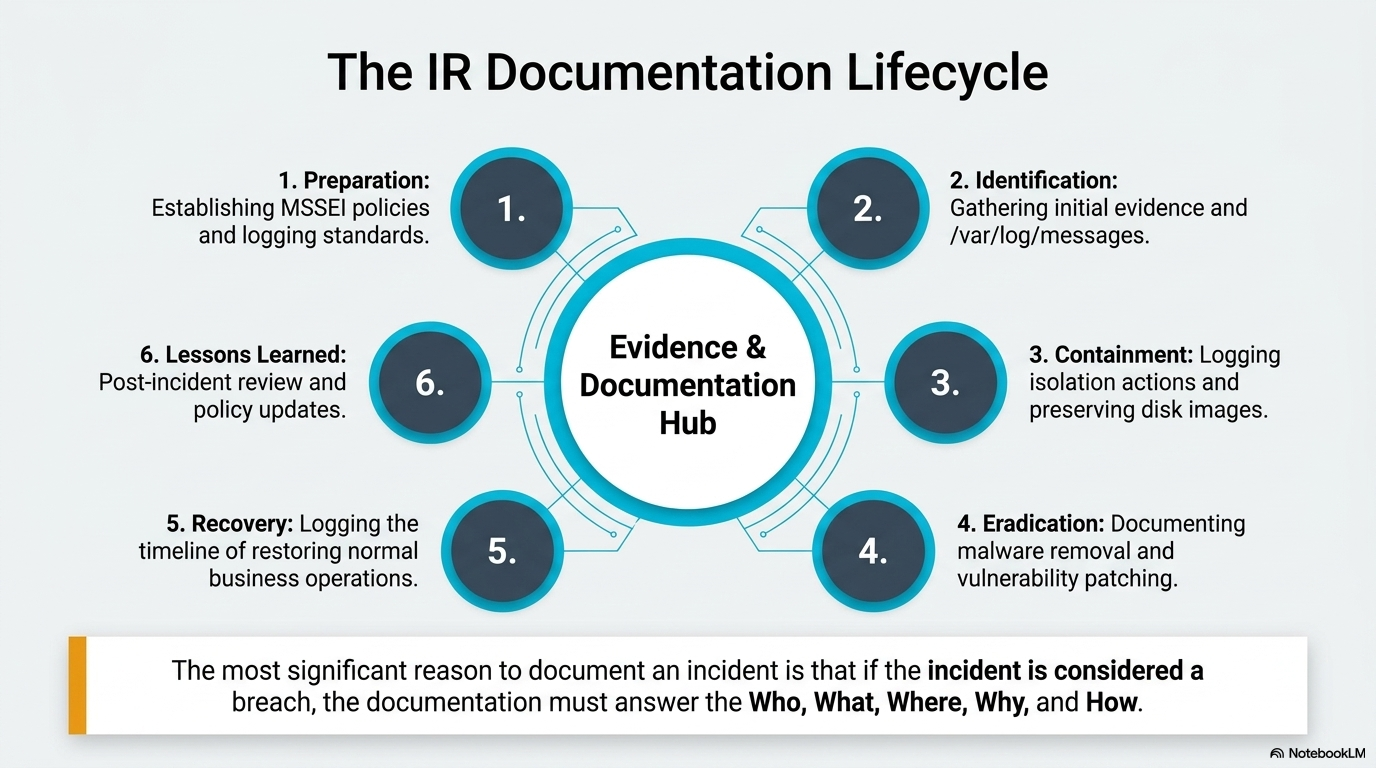 The IR Documentation Lifecycle
1. Preparation:
Establishing MSSEI policies
and logging standards.
1.
2.
2. Identification:
Gathering initial evidence and
/var/log/messages.
6. Lessons Learned:
Post-incident review and
policy updates.
6.
Evidence &
Documentation
Hub
3.
3. Containment: Logging
isolation actions and
preserving disk images.
5. Recovery: Logging the
timeline of restoring normal
business operations.
5.
4.
4. Eradication: Documenting
malware removal and
vulnerability patching.
The most significant reason to document an incident is that if the incident is considered a
breach, the documentation must answer the Who, What, Where, Why, and How.
NotebookLM